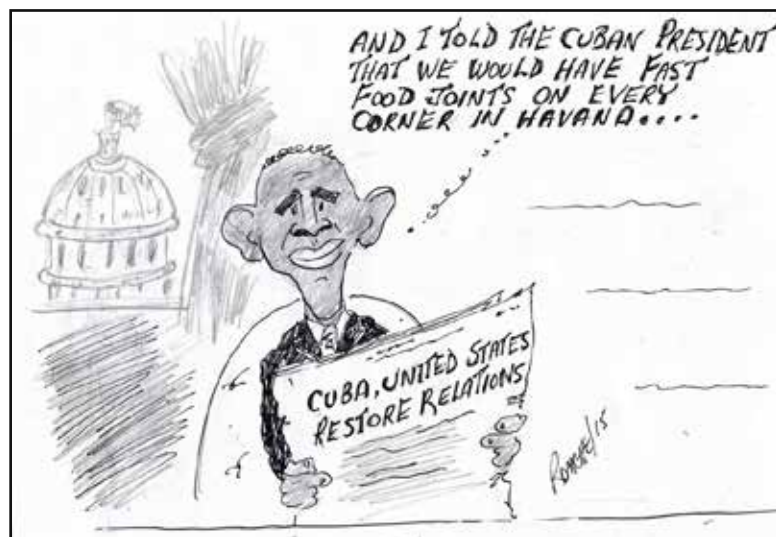 AND I TOLD THE CUBAN PRESIDENT
THAT WE WOULD HAVE FAST
FOOD JOINTS ON EVERY
CORNER IN HAVANA....
CUBA, UNITED STATES
RESTORE RELATIONS